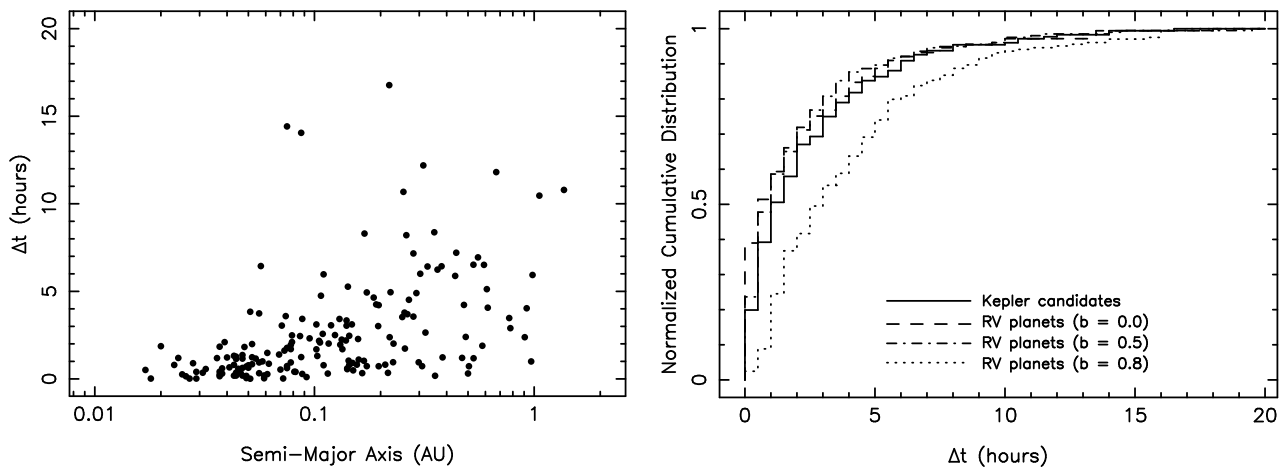 20
15
10
5
0
Δt (hours)
0.01
0.1
1
Semi-Major Axis (AU)
1
0.5
0
Normalized Cumulative Distribution
Kepler candidates
RV planets (b = 0.0)
RV planets (b = 0.5)
RV planets (b = 0.8)
0
5
10
15
20
Δt (hours)